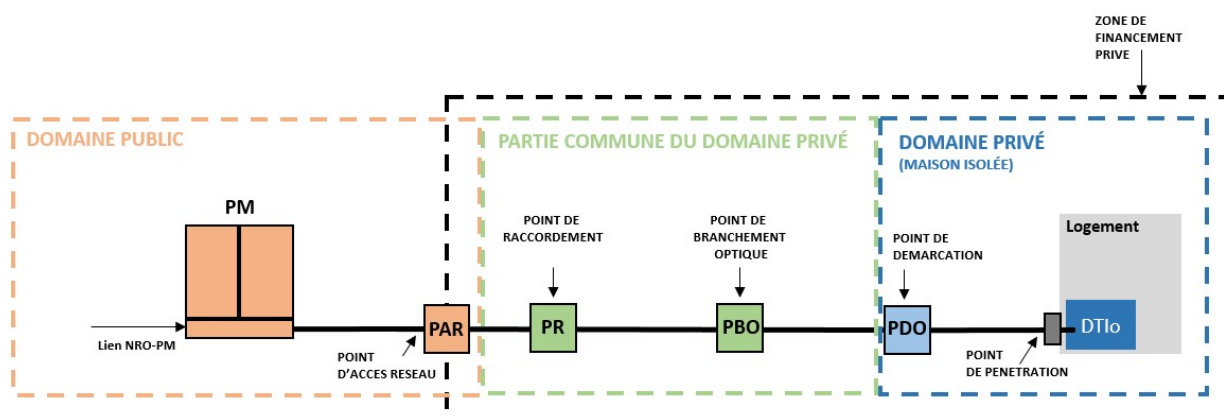 ZONE DE
FINANCEMENT
PRIVE
DOMAINE PUBLIC
PARTIE COMMUNE DU DOMAINE PRIVÉ
DOMAINE PRIVÉ
(MAISON ISOLÉE)
PM
POINT DE
RACCORDEMENT
POINT DE
BRANCHEMENT
OPTIQUE
POINT DE
DEMARCATION
Logement
PAR
PR
PBO
PDO
DTIo
Lien NRO-PM
POINT
D'ACCES RESEAU
POINT
DE PENETRATION